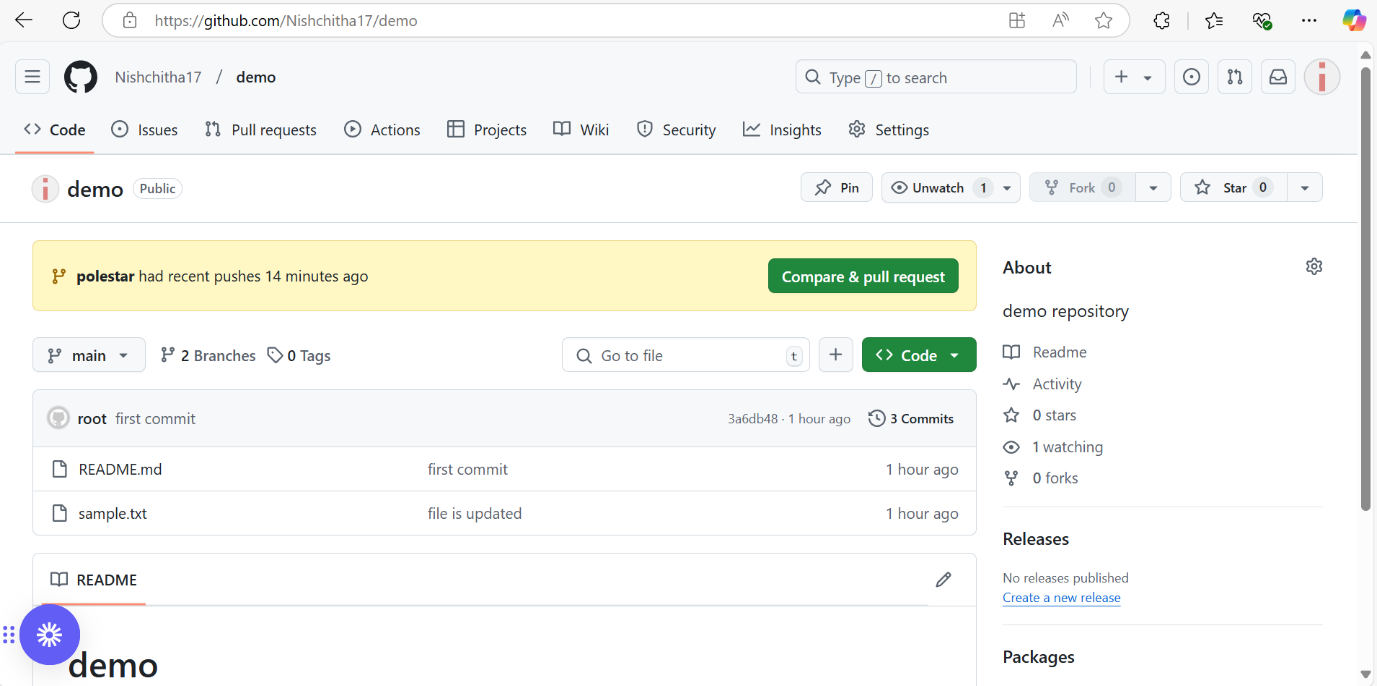 https://github.com/Nishchitha17/demo
Nishchitha17 / demo
Type / to search
Code Issues Pull requests Actions Projects Wiki Security Insights Settings
demo Public
Pin Unwatch 1 Fork 0 Star 0
polestar had recent pushes 14 minutes ago Compare & pull request
About
demo repository
main 2 Branches 0 Tags Go to file t Code
Readme
Activity
root first commit 3a6db48 · 1 hour ago 3 Commits
0 stars
README.md first commit 1 hour ago
1 watching
0 forks
sample.txt file is updated 1 hour ago
Releases
README
No releases published
Create a new release
demo
Packages